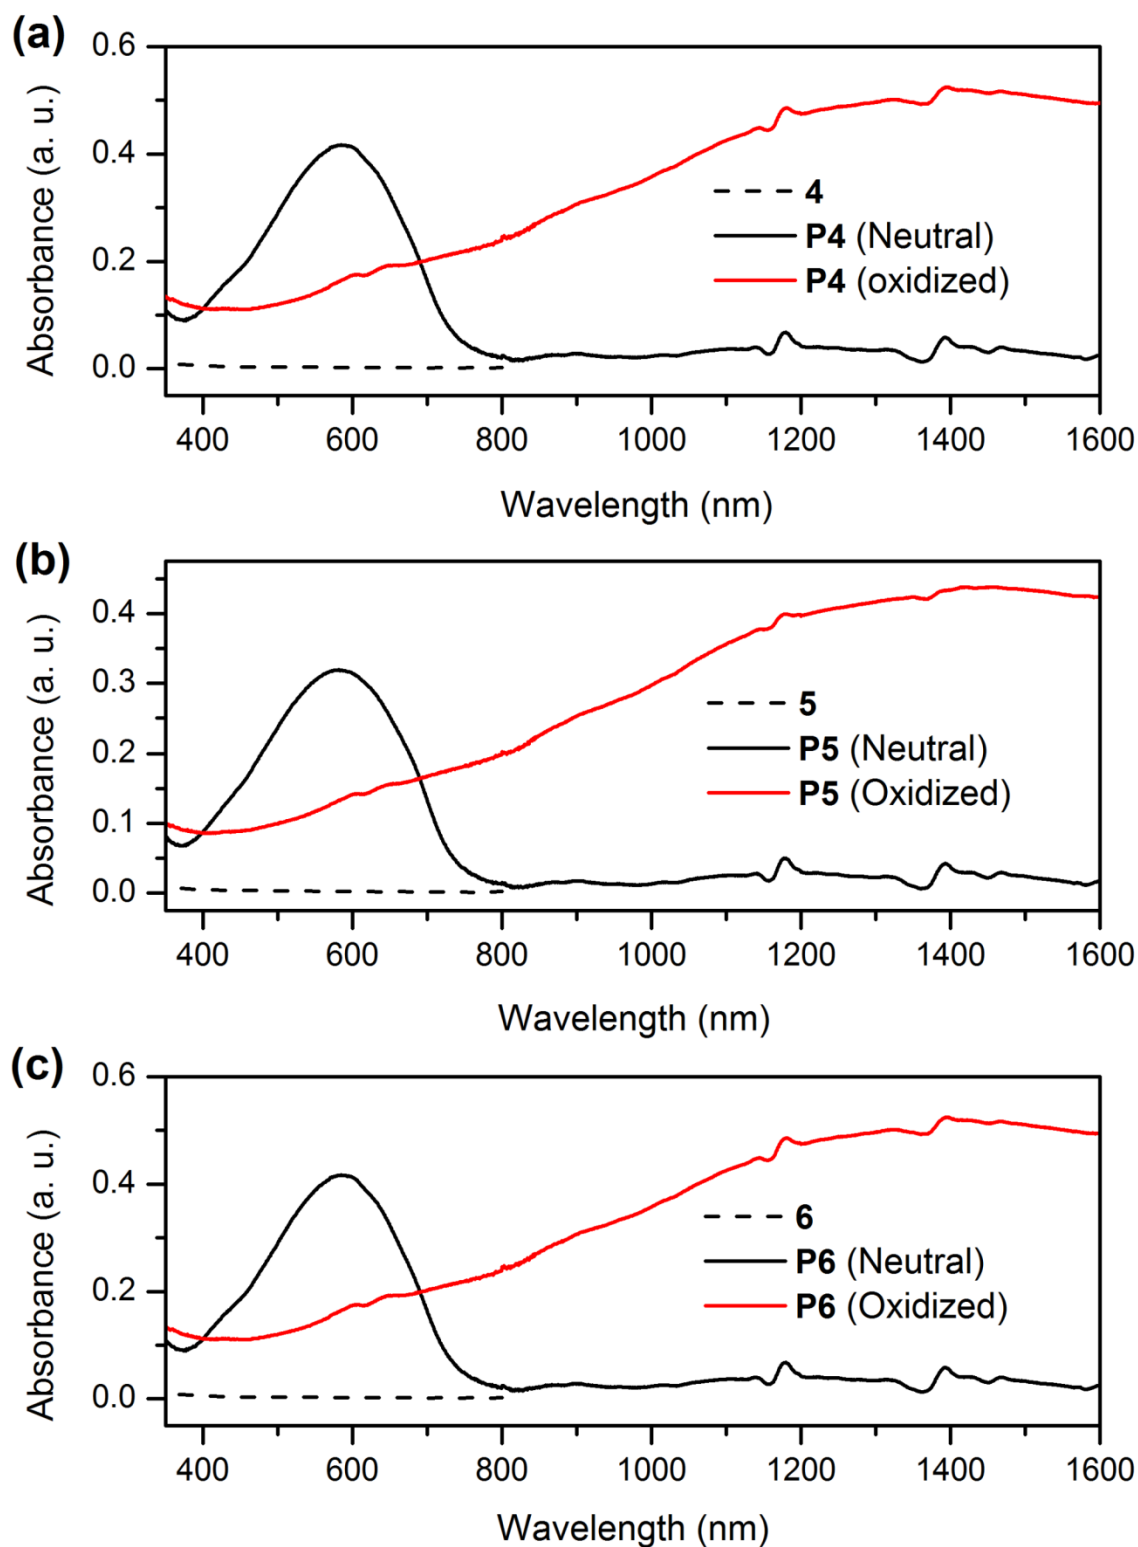 (a)
0.6
0.4
0.2
0.0
Absorbance (a. u.)
4
P4 (Neutral)
P4 (oxidized)
400 600 800 1000 1200 1400 1600
Wavelength (nm)
(b)
0.4
0.3
0.2
0.1
0.0
Absorbance (a. u.)
5
P5 (Neutral)
P5 (Oxidized)
400 600 800 1000 1200 1400 1600
Wavelength (nm)
(c)
0.6
0.4
0.2
0.0
Absorbance (a. u.)
6
P6 (Neutral)
P6 (Oxidized)
400 600 800 1000 1200 1400 1600
Wavelength (nm)